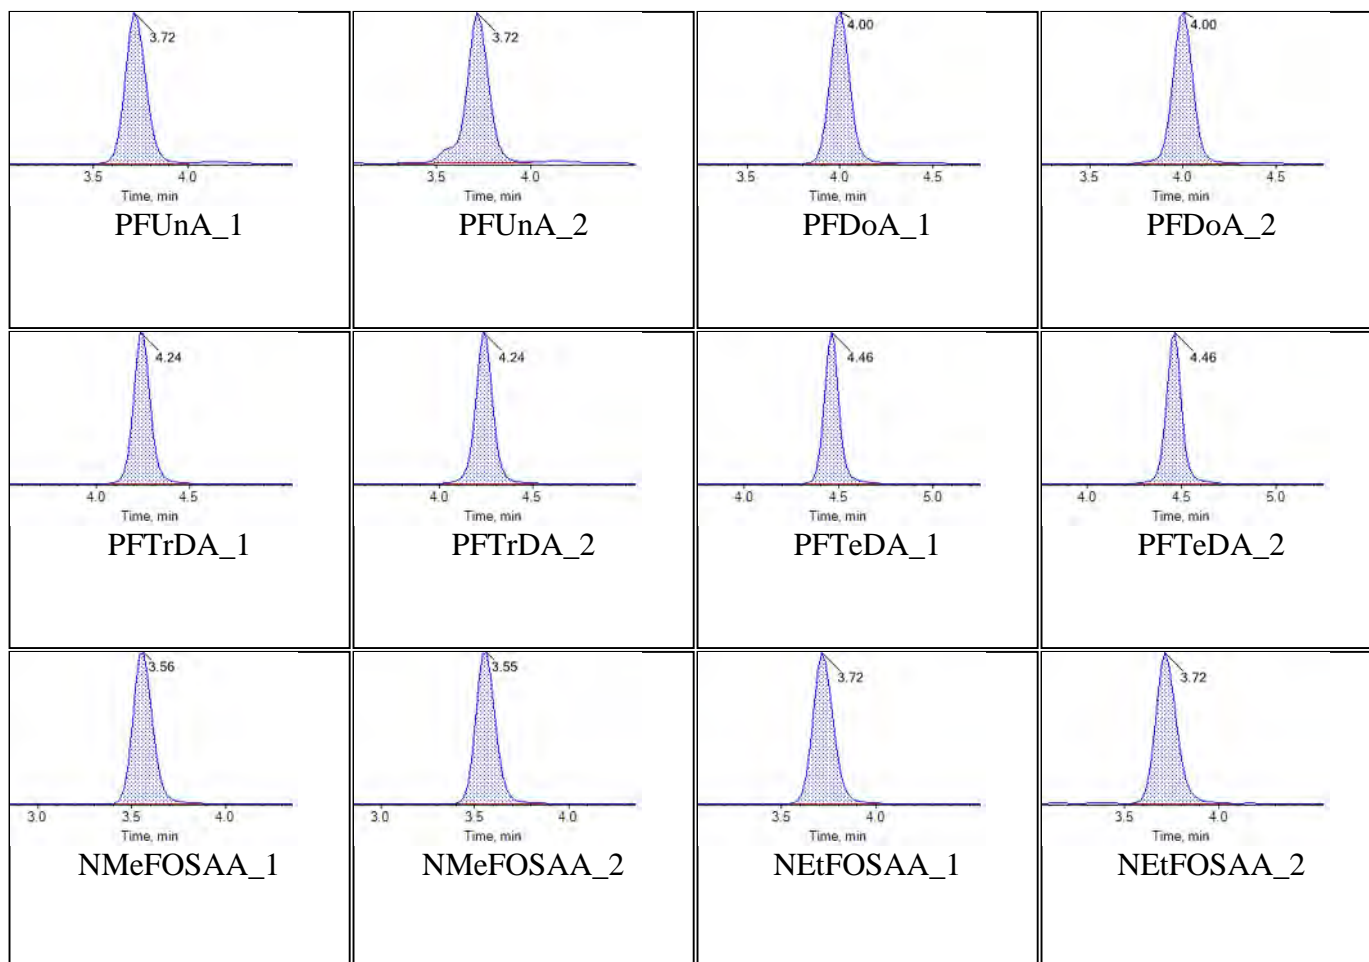 3.72
3.5 4.0
Time, min
PFUnA_1
3.72
3.5 4.0
Time, min
PFUnA_2
4.00
3.5 4.0 4.5
Time, min
PFDoA_1
4.00
3.5 4.0 4.5
Time, min
PFDoA_2
4.24
4.0 4.5
Time, min
PFTrDA_1
4.24
4.0 4.5
Time, min
PFTrDA_2
4.46
4.0 4.5 5.0
Time, min
PFTeDA_1
4.46
4.0 4.5 5.0
Time, min
PFTeDA_2
3.56
3.0 3.5 4.0
Time, min
NMeFOSAA_1
3.55
3.0 3.5 4.0
Time, min
NMeFOSAA_2
3.72
3.5 4.0
Time, min
NEtFOSAA_1
3.72
3.5 4.0
Time, min
NEtFOSAA_2